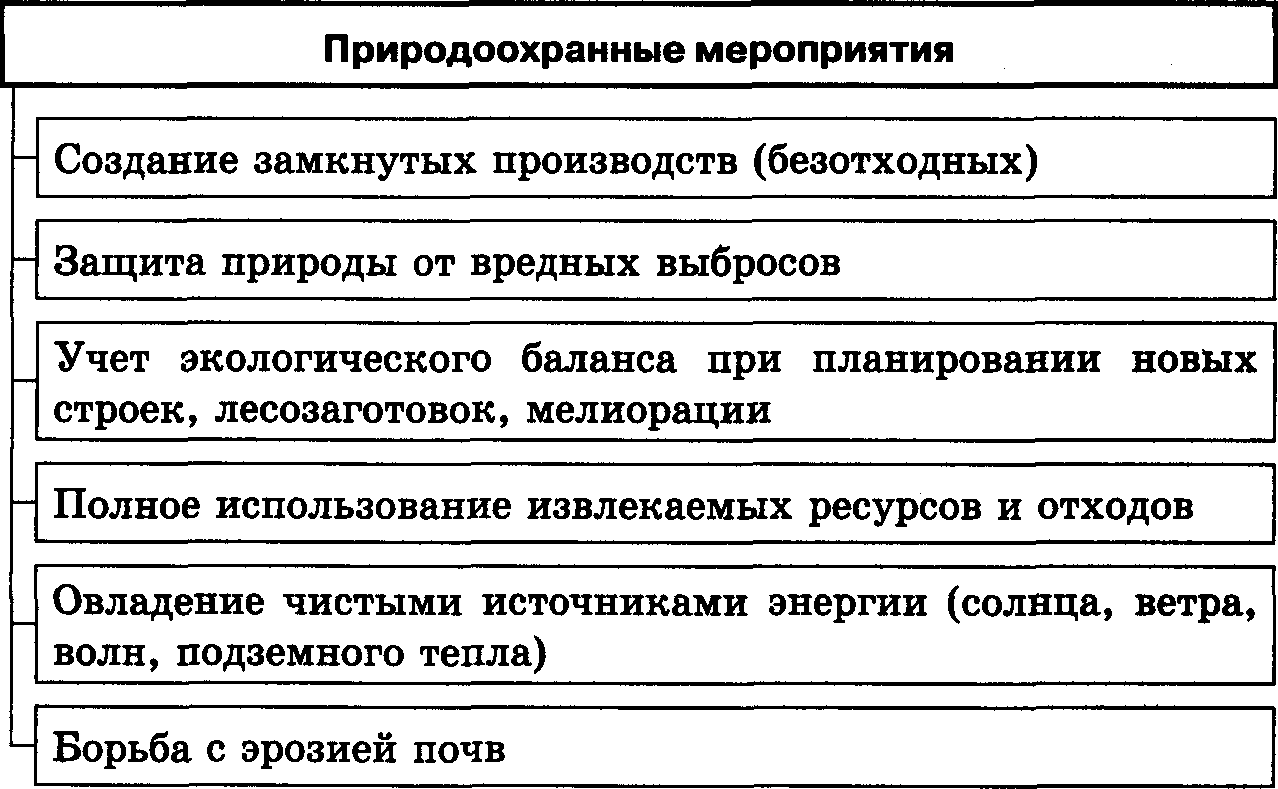 Природоохранные мероприятия
Создание замкнутых производств (безотходных)
Защита природы от вредных выбросов
Учет экологического баланса при планировании новых
строек, лесозаготовок, мелиорации
Полное использование извлекаемых ресурсов и отходов
Овладение чистыми источниками энергии (солнца, ветра,
волн, подземного тепла)
Борьба с эрозией почв